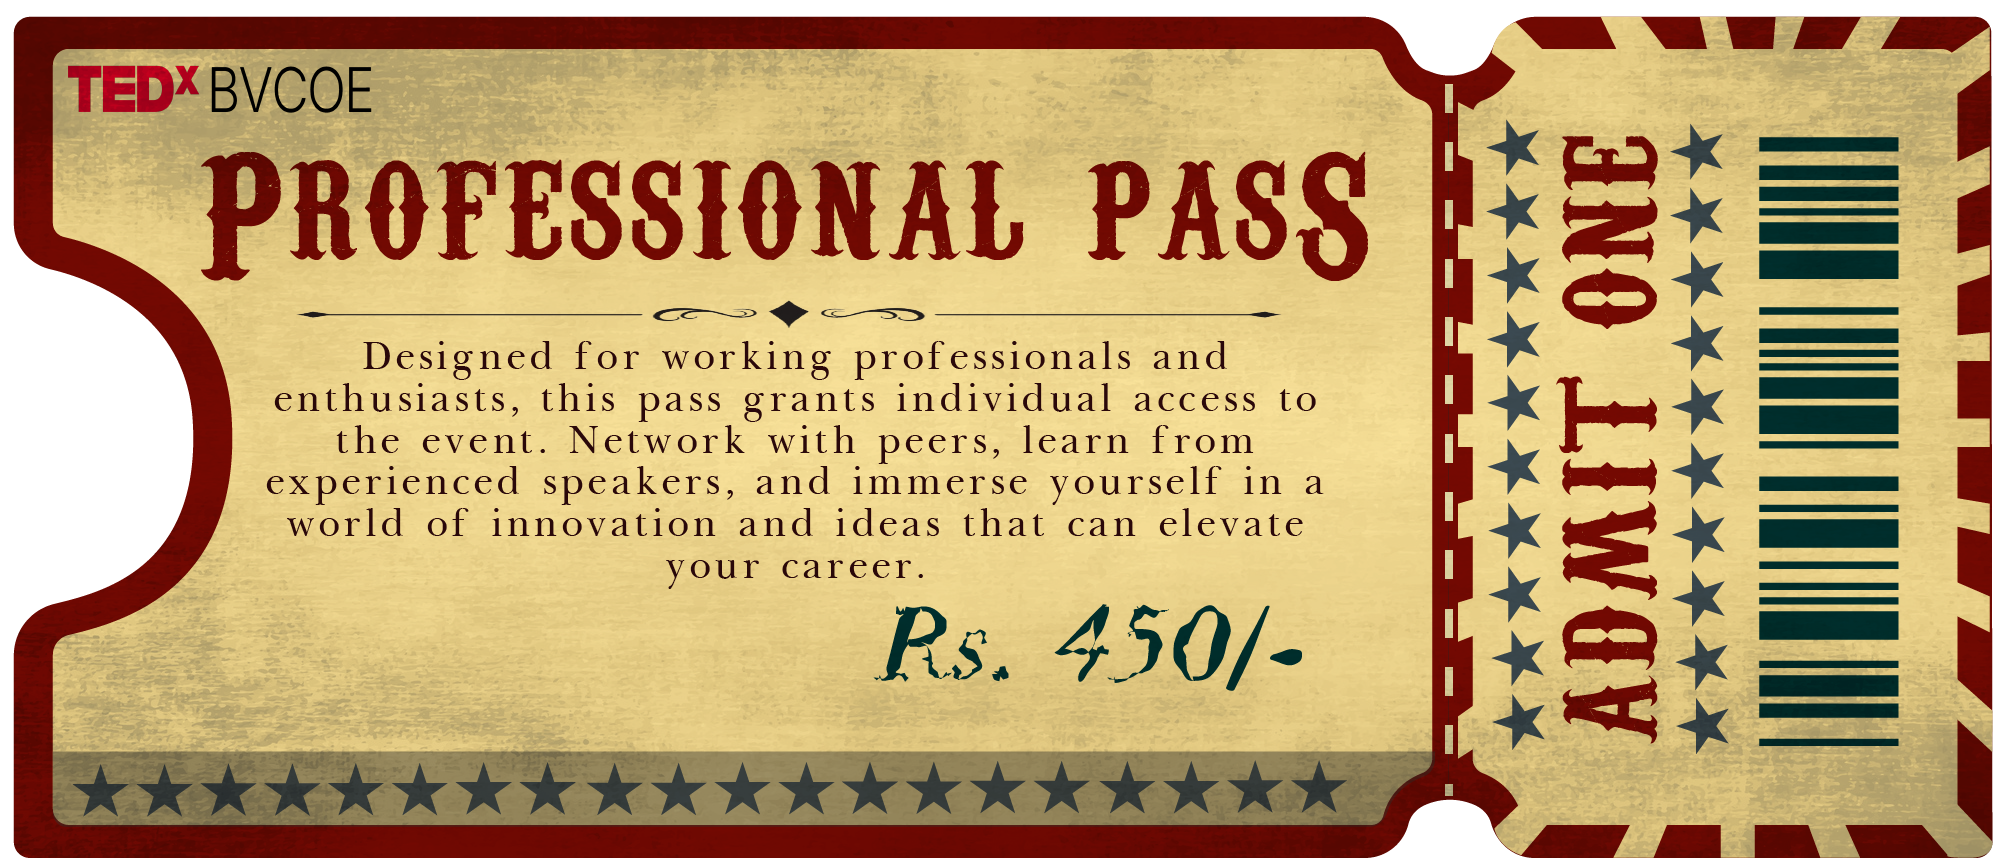 TEDx BVCOE
PROFESSIONAL PASS
Designed for working professionals and
enthusiasts, this pass grants individual access to
the event. Network with peers, learn from
experienced speakers, and immerse yourself in a
world of innovation and ideas that can elevate
your career.
Rs. 450/-
ADMIT ONE